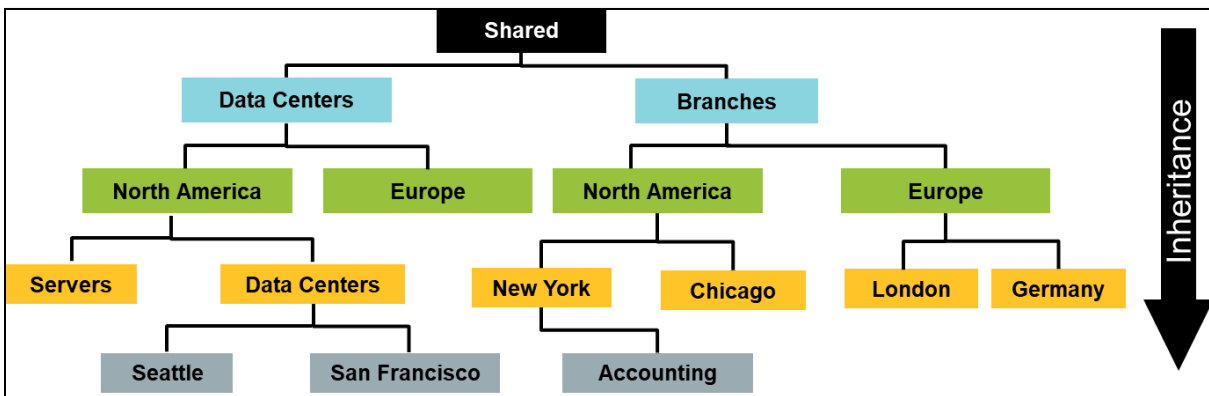 Shared
Data Centers
Branches
North America
Europe
North America
Europe
Servers
Data Centers
New York
Chicago
London
Germany
Seattle
San Francisco
Accounting
Inheritance